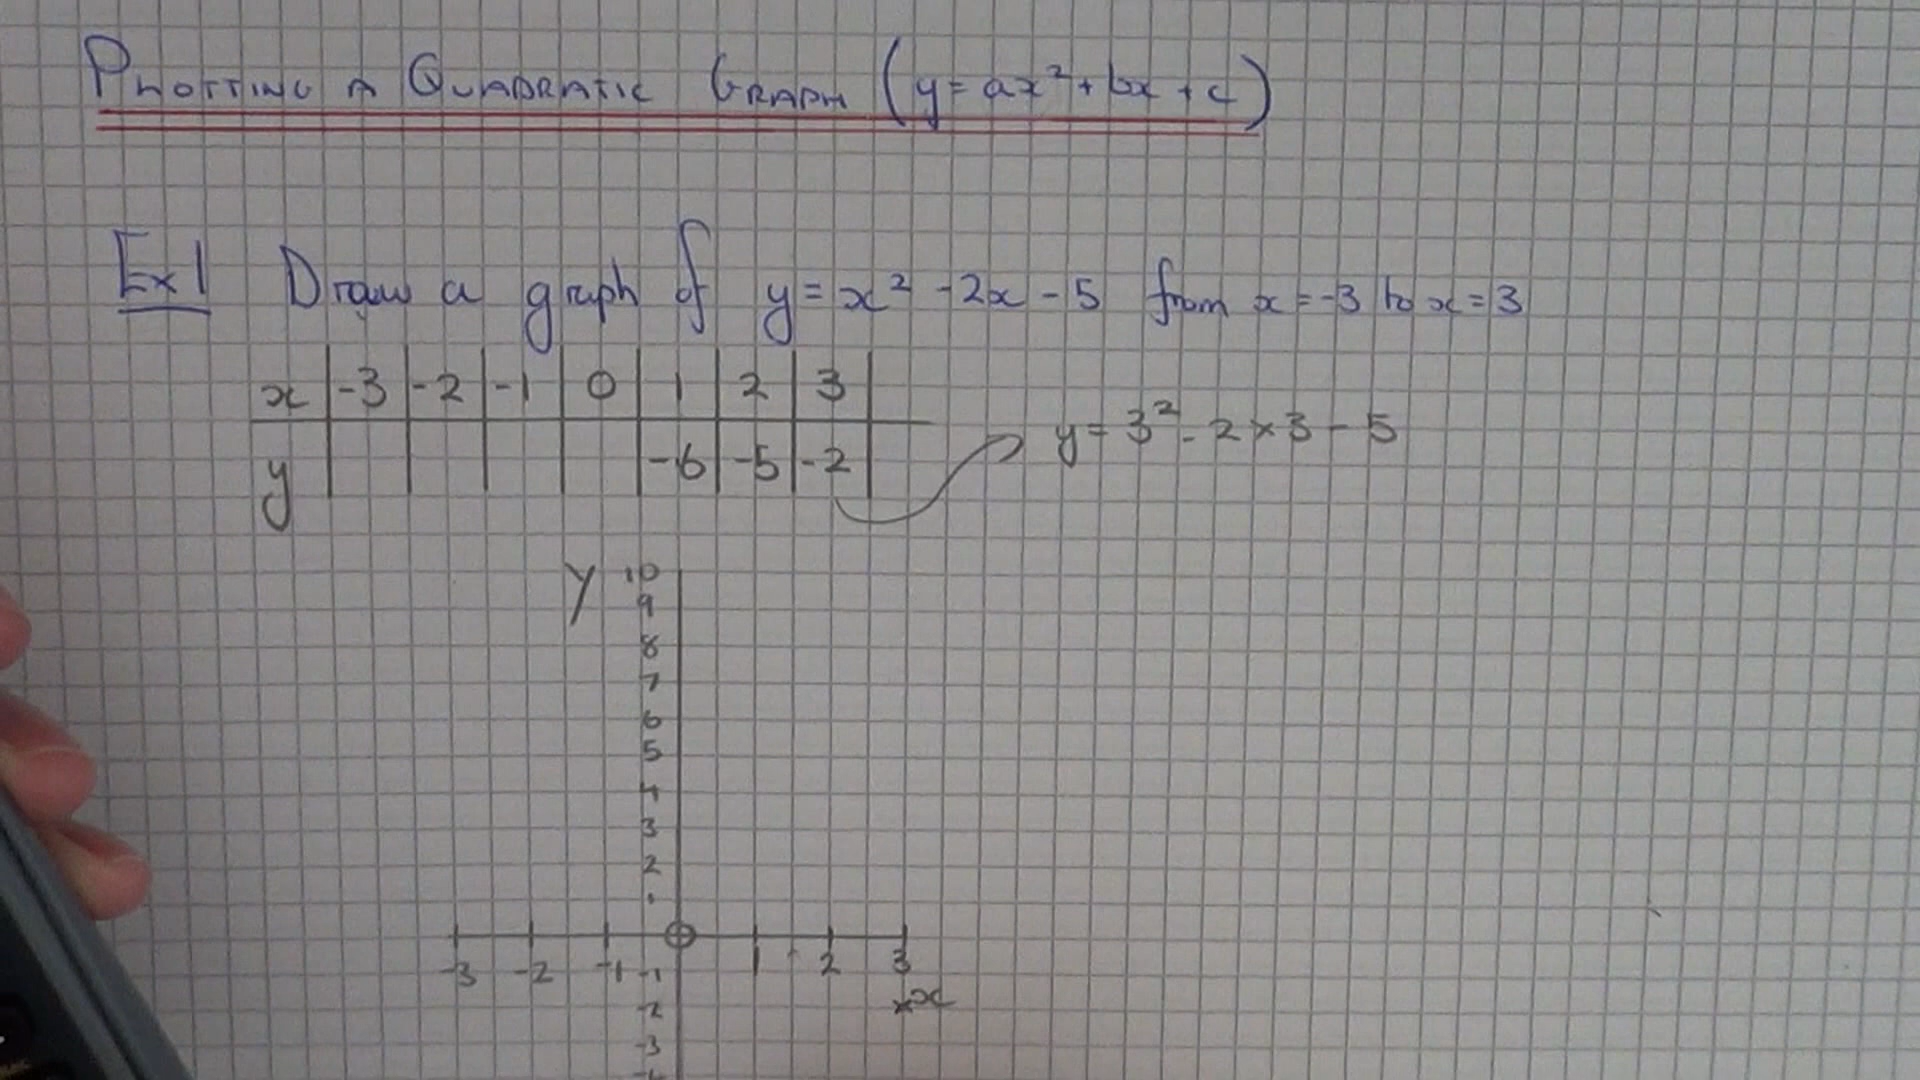 PLOTTING A QUADRATIC GRAPH (y = ax² + bx + c)
Ex1 Draw a graph of y = x² - 2x - 5 from x = -3 to x = 3
x -3 -2 -1 0 1 2 3
y -6 -5 -2
y = 3² - 2 × 3 - 5
y 10
9
8
7
6
5
4
3
2
-3 -2 -1 1 2 3
-1
-2 x
-3